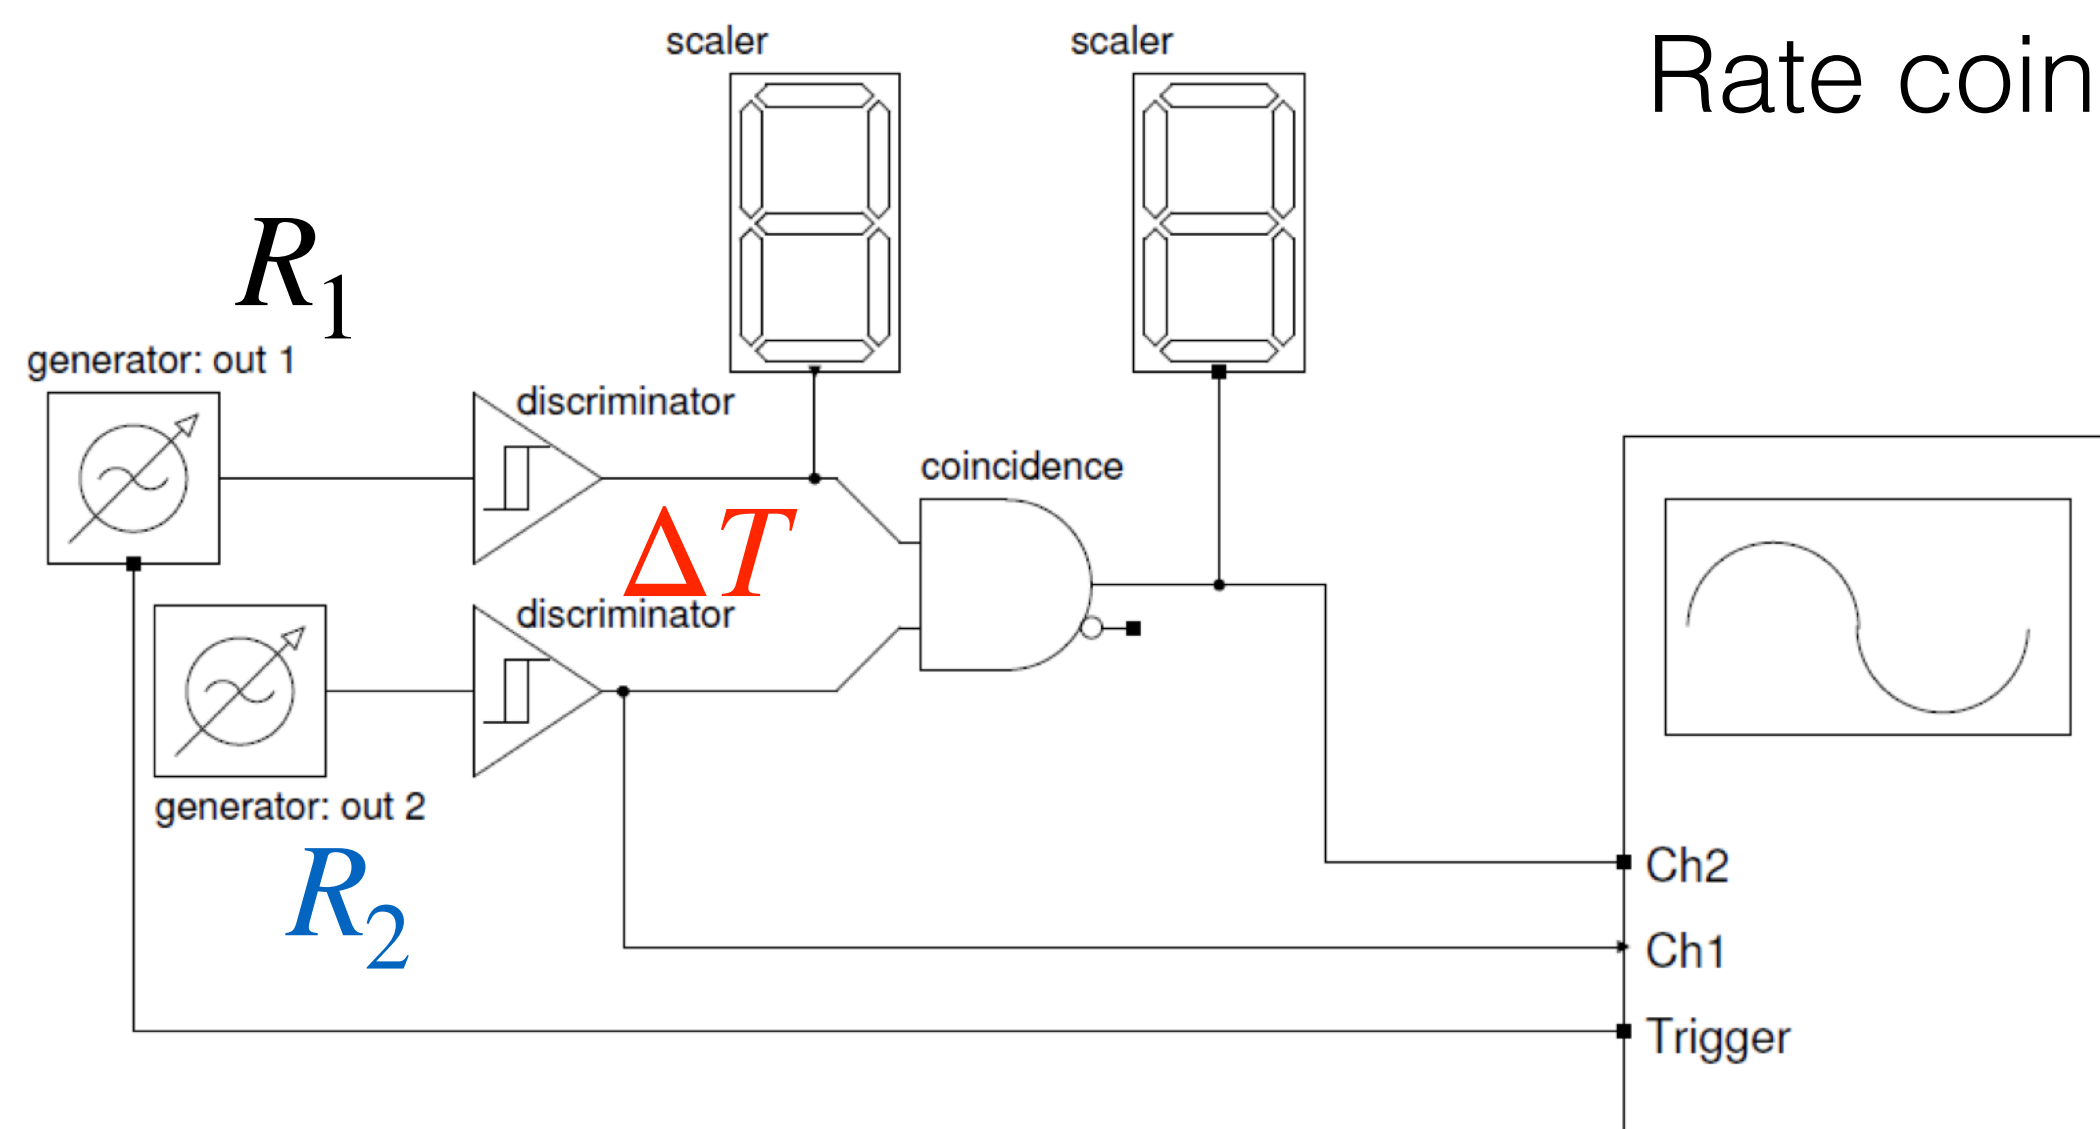 scaler
scaler
Rate coin
R1
generator: out 1
discriminator
coincidence
ΔT
discriminator
generator: out 2
R2
Ch2
Ch1
Trigger